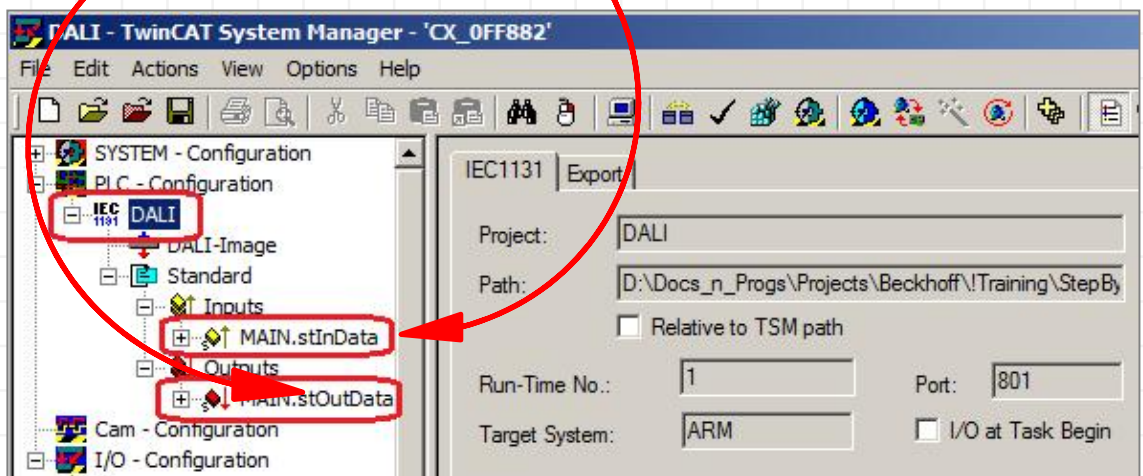 DALI - TwinCAT System Manager - 'CX_0FF882'
File Edit Actions View Options Help
SYSTEM - Configuration
PLC - Configuration
IEC 1131 DALI
DALI-Image
Standard
Inputs
MAIN.stInData
Outputs
MAIN.stOutData
Cam - Configuration
I/O - Configuration
IEC1131 Export
Project: DALI
Path: D:\Docs_n_Progs\Projects\Beckhoff\!Training\StepBy
Relative to TSM path
Run-Time No.: 1 Port: 801
Target System: ARM I/O at Task Begin